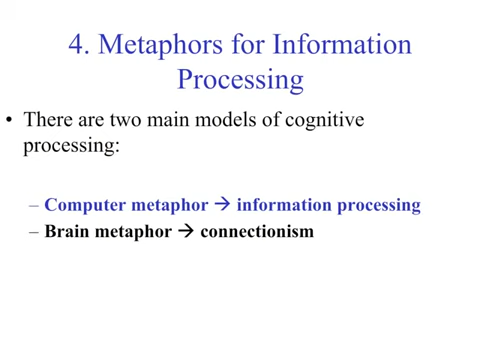 4. Metaphors for Information
Processing
• There are two main models of cognitive
processing:
– Computer metaphor → information processing
– Brain metaphor → connectionism